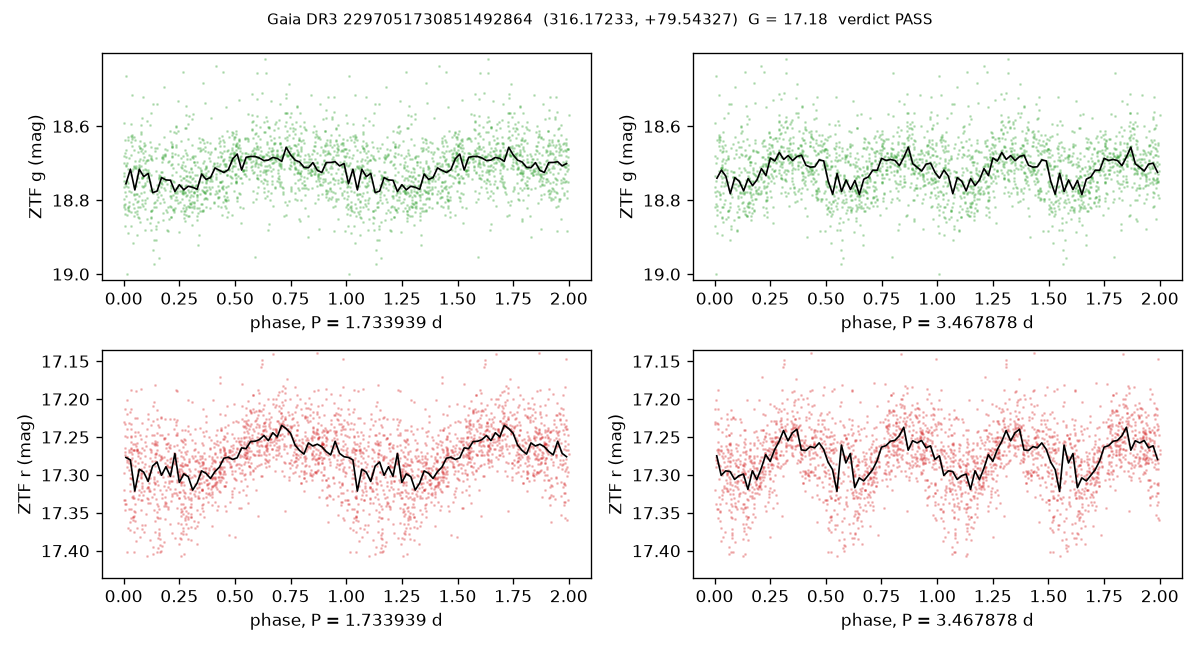 Gaia DR3 2297051730851492864  (316.17233, +79.54327)  G = 17.18  verdict PASS
ZTF g (mag)
18.6
18.8
19.0
0.00 0.25 0.50 0.75 1.00 1.25 1.50 1.75 2.00
phase, P = 1.733939 d
ZTF g (mag)
18.6
18.8
19.0
0.00 0.25 0.50 0.75 1.00 1.25 1.50 1.75 2.00
phase, P = 3.467878 d
ZTF r (mag)
17.15
17.20
17.25
17.30
17.35
17.40
0.00 0.25 0.50 0.75 1.00 1.25 1.50 1.75 2.00
phase, P = 1.733939 d
ZTF r (mag)
17.15
17.20
17.25
17.30
17.35
17.40
0.00 0.25 0.50 0.75 1.00 1.25 1.50 1.75 2.00
phase, P = 3.467878 d